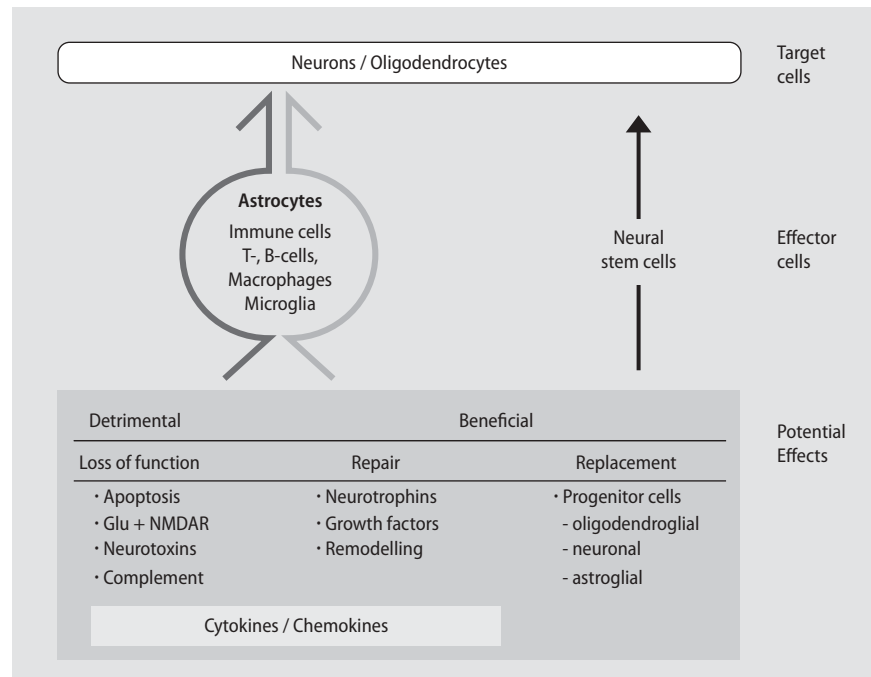 Neurons / Oligodendrocytes
Target
cells
Astrocytes
Immune cells
T-, B-cells,
Macrophages
Microglia
Neural
stem cells
Effector
cells
Detrimental
Beneficial
Potential
Effects
Loss of function
Repair
Replacement
· Apoptosis
· Glu + NMDAR
· Neurotoxins
· Complement
· Neurotrophins
· Growth factors
· Remodelling
· Progenitor cells
- oligodendroglial
- neuronal
- astroglial
Cytokines / Chemokines